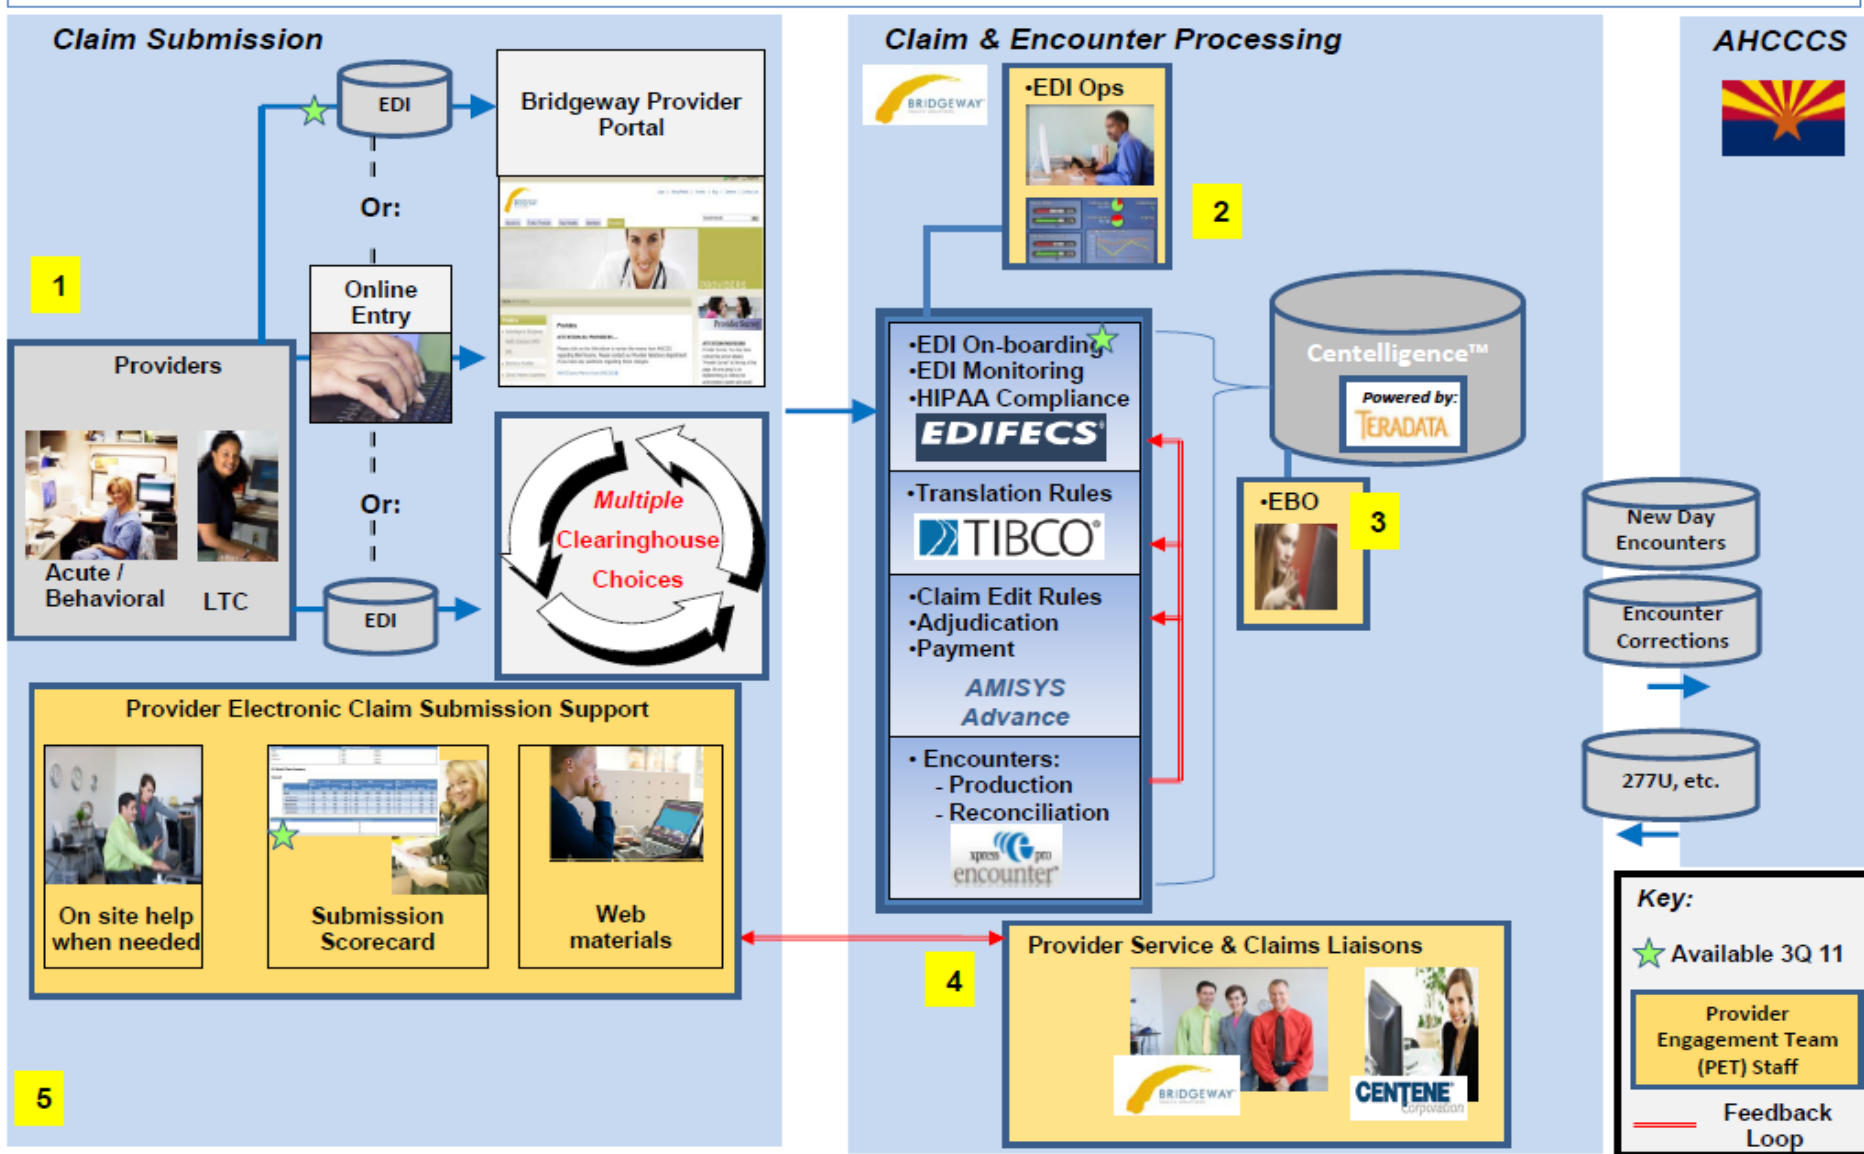 Claim Submission
EDI
Bridgeway Provider
Portal
Or:
1
Online
Entry
PROVIDERS
Provider Survey
Providers
Acute /
Behavioral
LTC
Or:
EDI
Multiple
Clearinghouse
Choices
Provider Electronic Claim Submission Support
On site help
when needed
Submission
Scorecard
Web
materials
5
Claim & Encounter Processing
BRIDGEWAY
•EDI Ops
2
•EDI On-boarding
•EDI Monitoring
•HIPAA Compliance
EDIFECS®
•Translation Rules
TIBCO®
•Claim Edit Rules
•Adjudication
•Payment
AMISYS
Advance
• Encounters:
- Production
- Reconciliation
xpress pro
encounter
Centelligence™
Powered by:
TERADATA
•EBO
3
4
Provider Service & Claims Liaisons
BRIDGEWAY
CENTENE®
Corporation
AHCCCS
New Day
Encounters
Encounter
Corrections
277U, etc.
Key:
Available 3Q 11
Provider
Engagement Team
(PET) Staff
Feedback
Loop